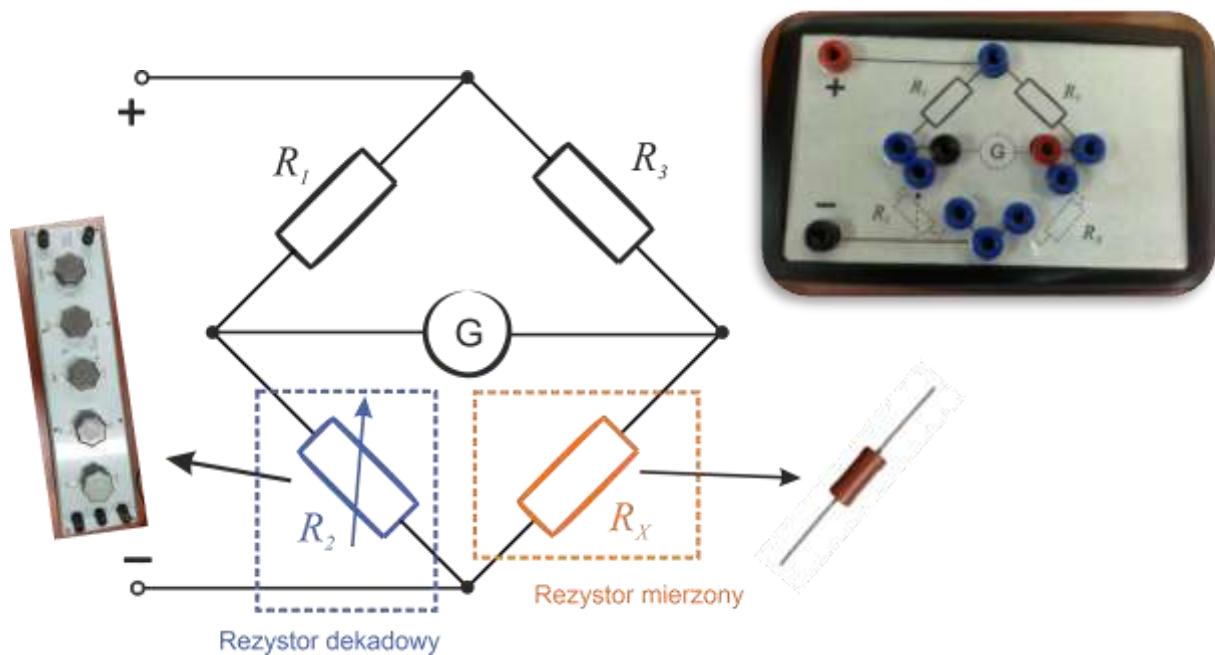 +
R1
R3
G
R2
RX
−
Rezystor mierzony
Rezystor dekadowy
+
G
−